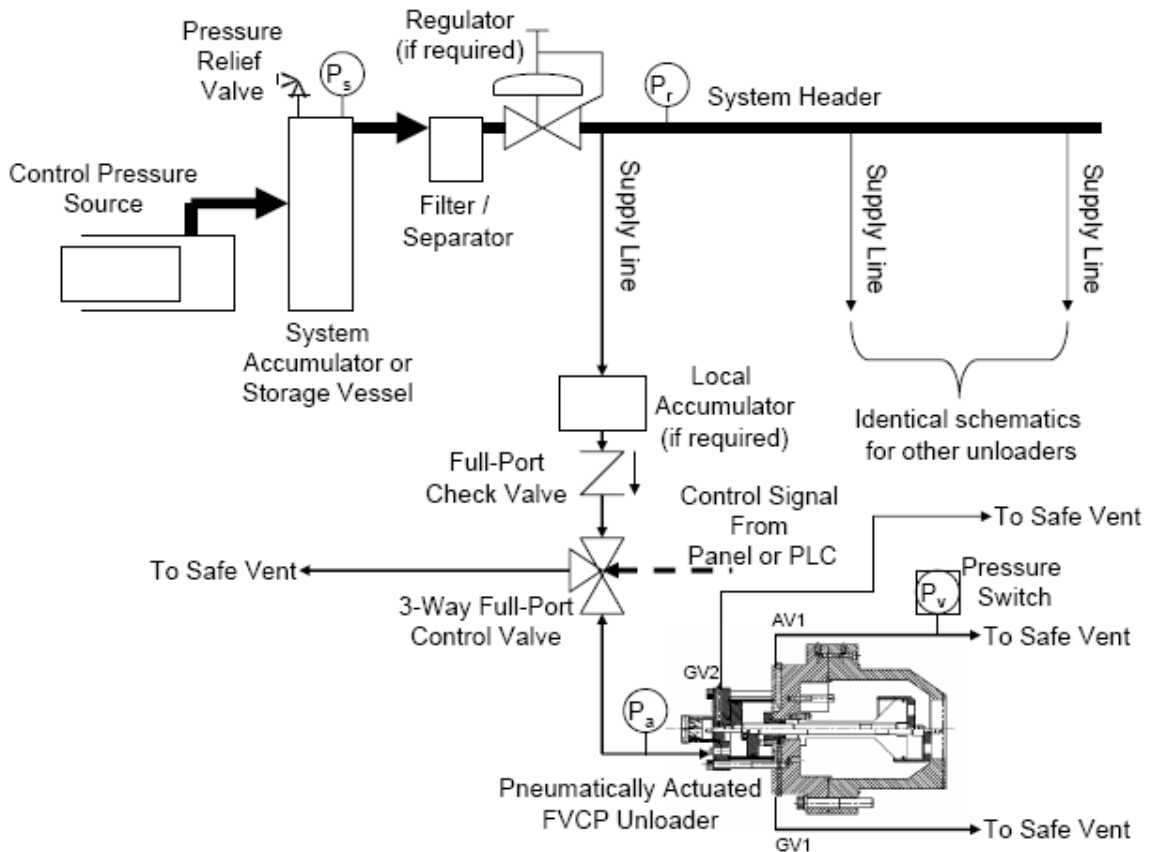 Pressure
Relief
Valve
Ps
Regulator
(if required)
Pr
System Header
Control Pressure
Source
Filter /
Separator
Supply Line
Supply Line
Supply Line
System
Accumulator or
Storage Vessel
Local
Accumulator
(if required)
Identical schematics
for other unloaders
Full-Port
Check Valve
Control Signal
From
Panel or PLC
To Safe Vent
To Safe Vent
3-Way Full-Port
Control Valve
Pv
Pressure
Switch
AV1
To Safe Vent
GV2
Pa
Pneumatically Actuated
FVCP Unloader
GV1
To Safe Vent